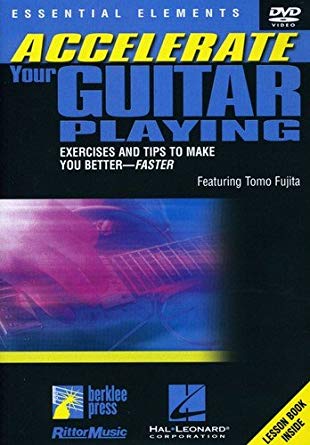 ESSENTIAL ELEMENTS
DVD
VIDEO
ACCELERATE
Your GUITAR
PLAYING
EXERCISES AND TIPS TO MAKE
YOU BETTER—FASTER
Featuring Tomo Fujita
berklee
press
RittorMusic
HAL•LEONARD®
CORPORATION
LESSON BOOK
INSIDE